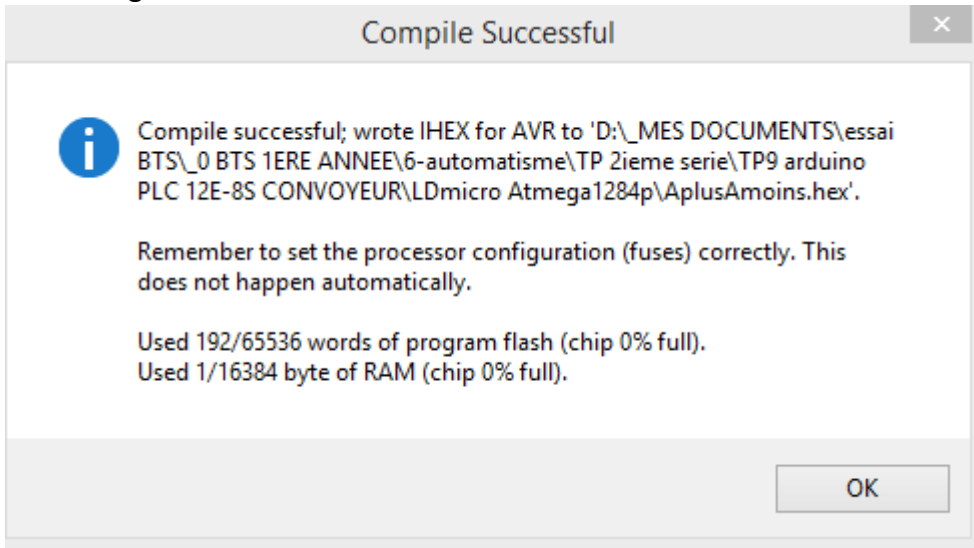 Compile Successful
Compile successful; wrote IHEX for AVR to 'D:\_MES DOCUMENTS\essai
BTS\_0 BTS 1ERE ANNEE\6-automatisme\TP 2ieme serie\TP9 arduino
PLC 12E-8S CONVOYEUR\LDmicro Atmega1284p\AplusAmoins.hex'.
Remember to set the processor configuration (fuses) correctly. This
does not happen automatically.
Used 192/65536 words of program flash (chip 0% full).
Used 1/16384 byte of RAM (chip 0% full).
OK